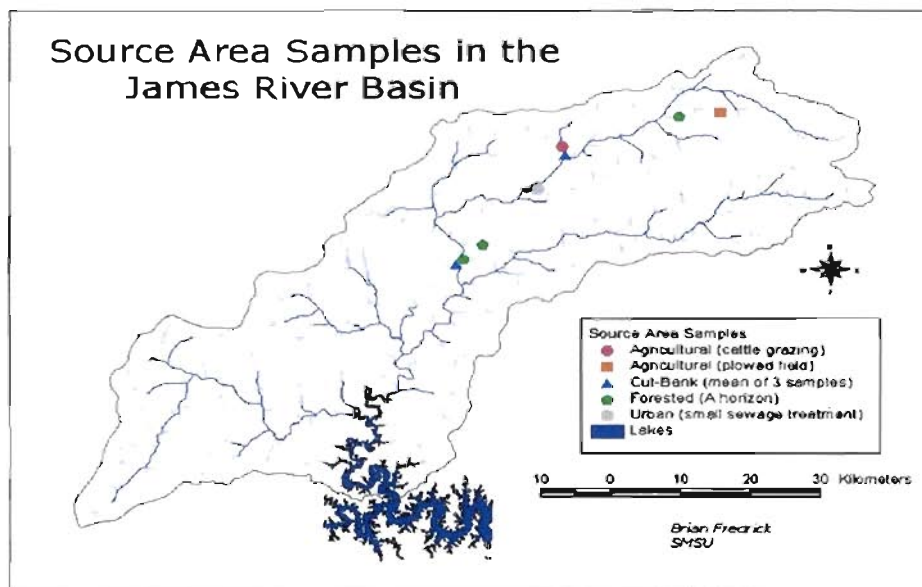 Source Area Samples in the
James River Basin
Source Area Samples
Agricultural (cattle grazing)
Agricultural (plowed field)
Cut-Bank (mean of 3 samples)
Forested (A horizon)
Urban (small sewage treatment)
Lakes
10 0 10 20 30 Kilometers
Brian Fredrick
SMSU